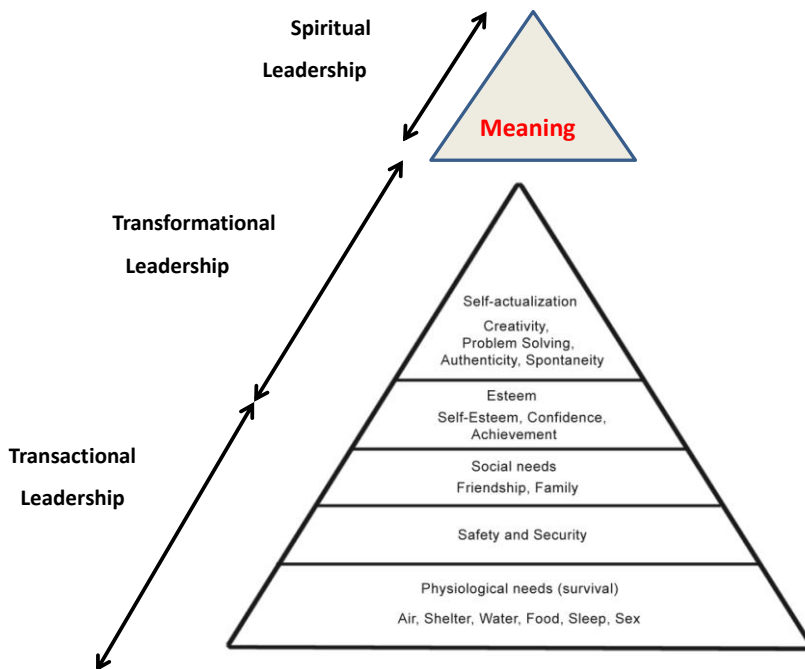 Spiritual
Leadership
Meaning
Transformational
Leadership
Self-actualization
Creativity,
Problem Solving,
Authenticity, Spontaneity
Esteem
Self-Esteem, Confidence,
Achievement
Transactional
Leadership
Social needs
Friendship, Family
Safety and Security
Physiological needs (survival)
Air, Shelter, Water, Food, Sleep, Sex